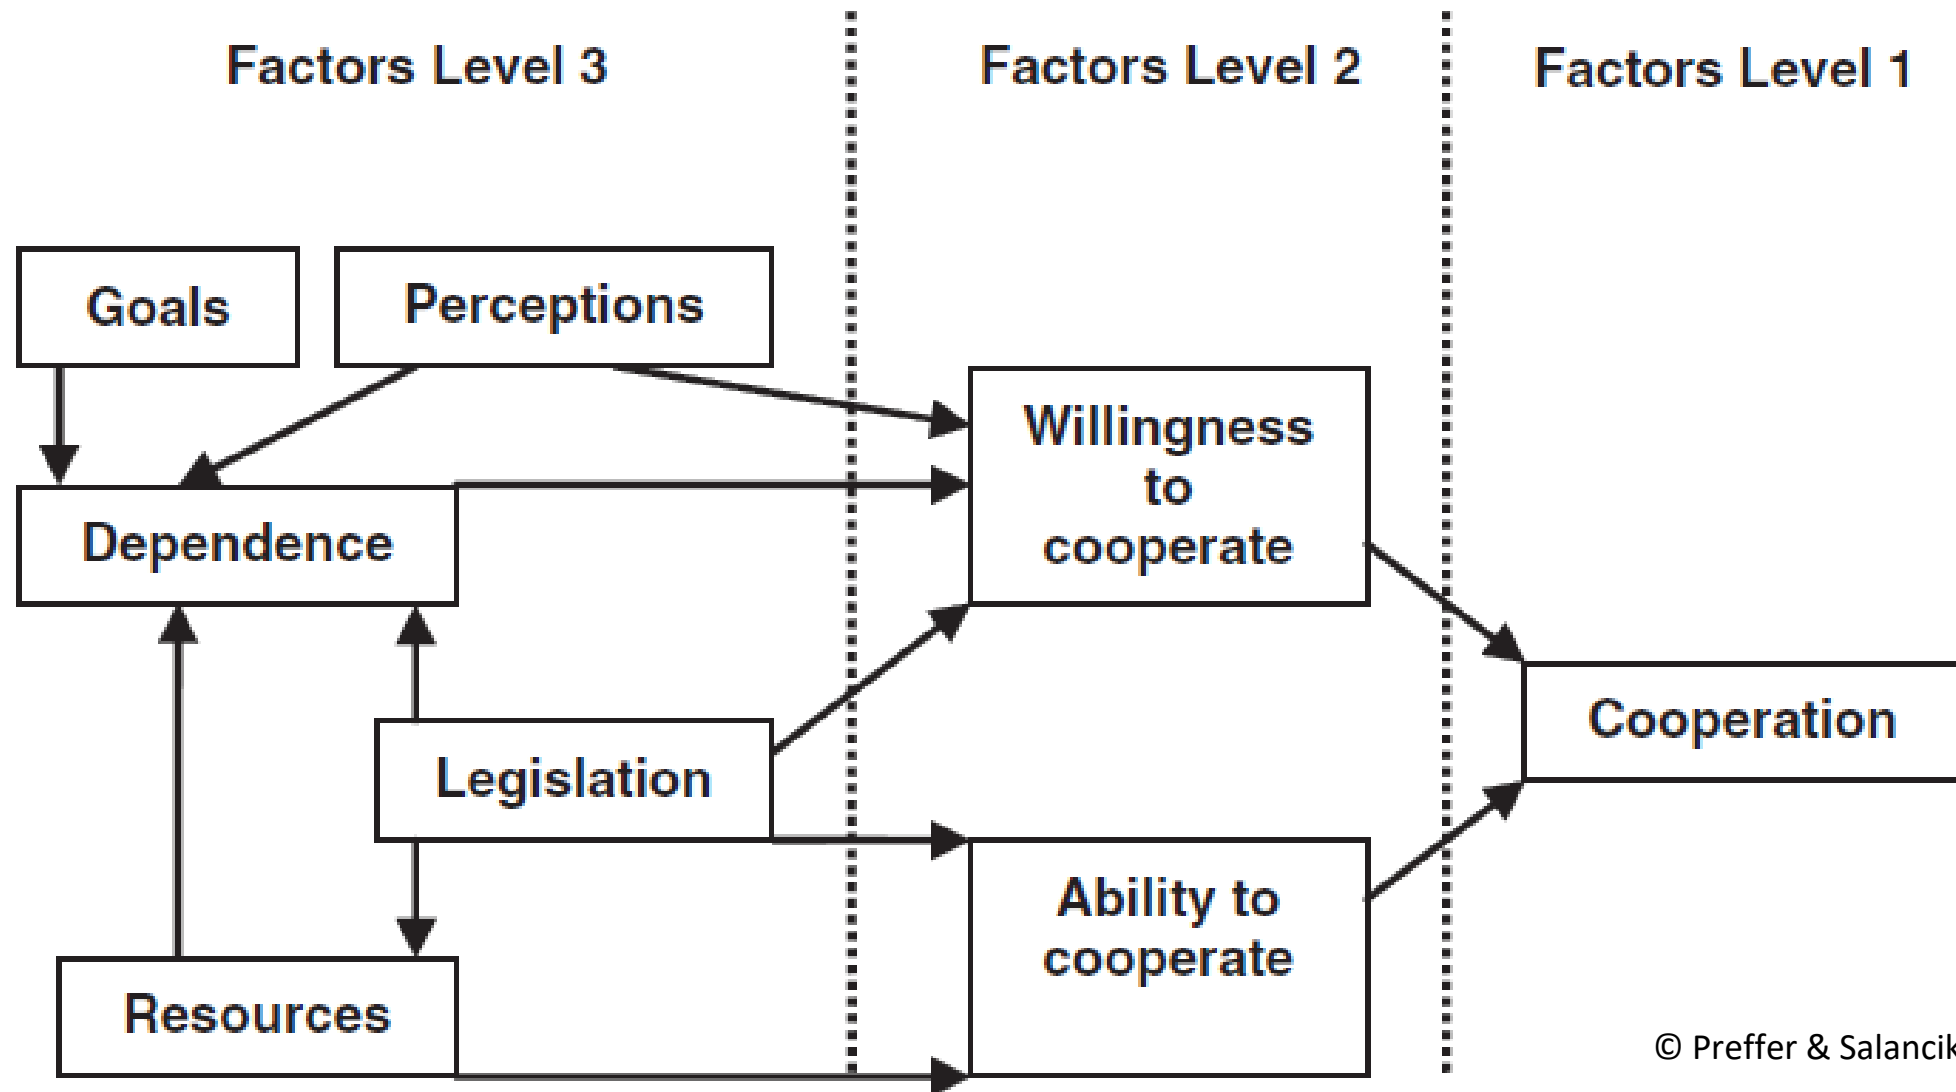 Factors Level 3
Factors Level 2
Factors Level 1
Goals
Perceptions
Willingness
to
cooperate
Dependence
Cooperation
Legislation
Ability to
cooperate
Resources
© Preffer & Salancik